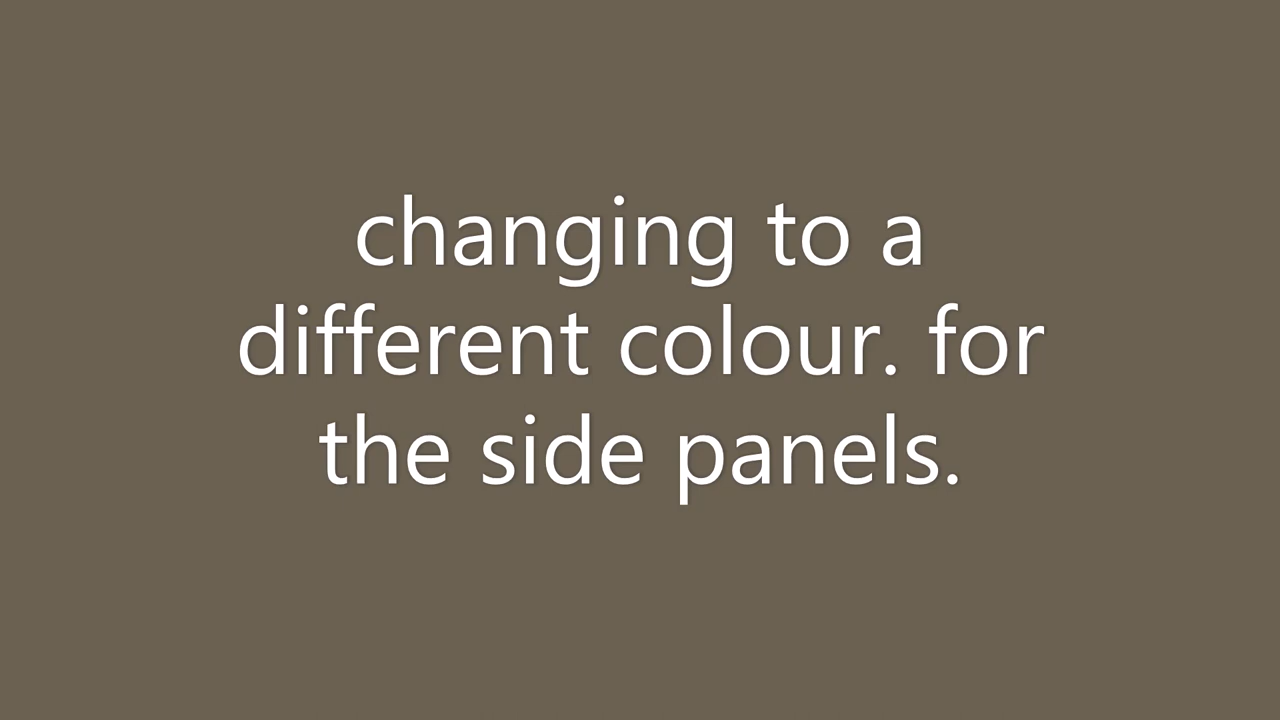 changing to a
different colour. for
the side panels.